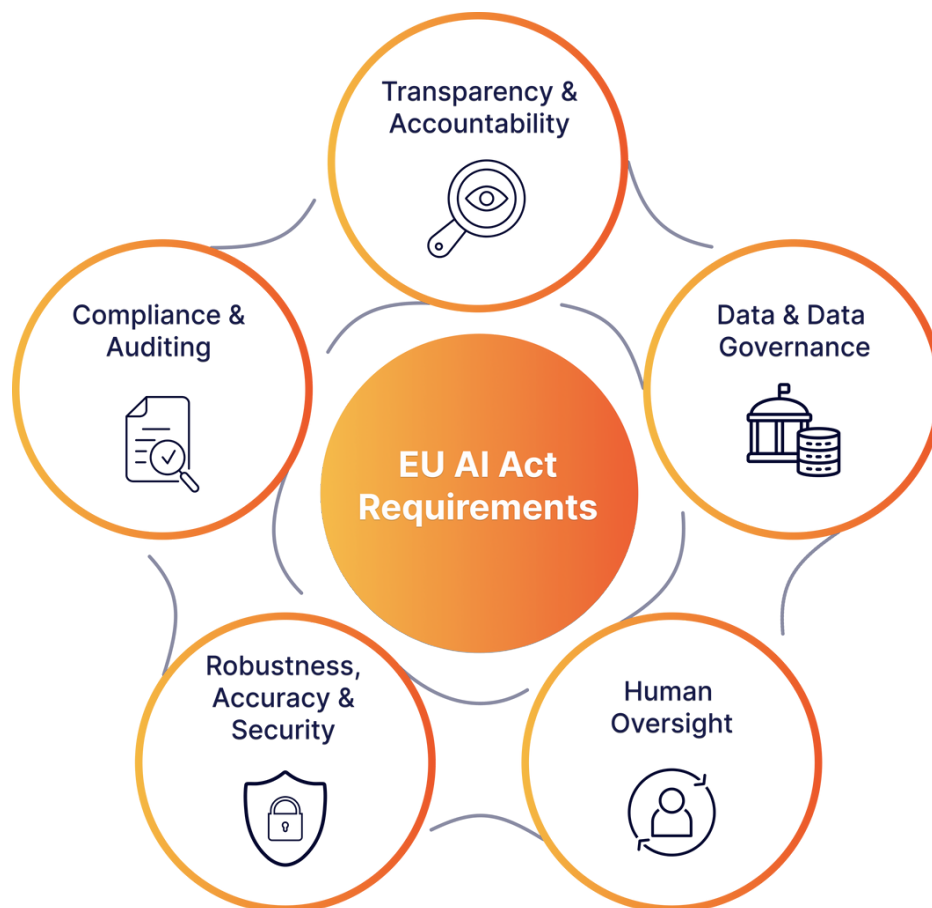 Transparency &
Accountability
Compliance &
Auditing
Data & Data
Governance
EU AI Act
Requirements
Robustness,
Accuracy &
Security
Human
Oversight